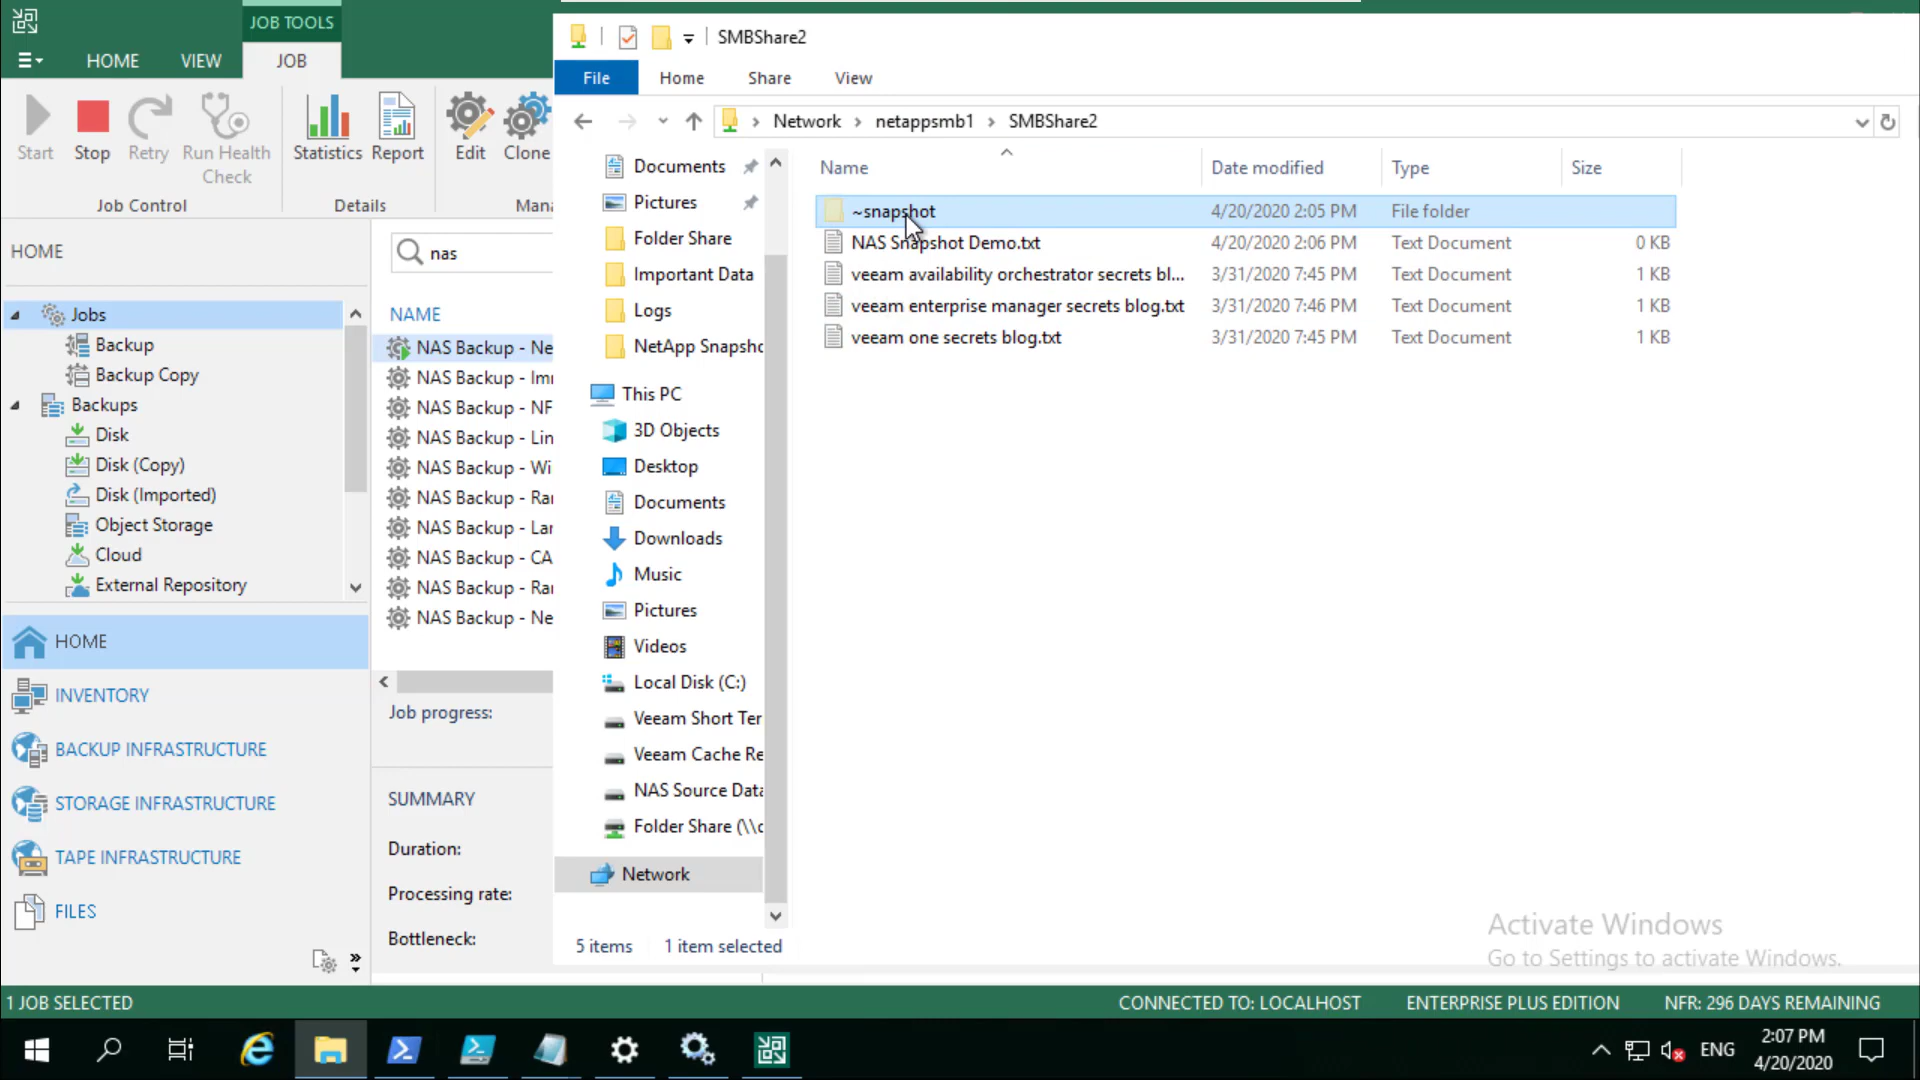 JOB TOOLS
HOME VIEW JOB
Start Stop Retry Run Health Check
Statistics Report Edit Clone
Job Control Details Mana
HOME
Jobs
Backup
Backup Copy
Backups
Disk
Disk (Copy)
Disk (Imported)
Object Storage
Cloud
External Repository
HOME
INVENTORY
BACKUP INFRASTRUCTURE
STORAGE INFRASTRUCTURE
TAPE INFRASTRUCTURE
FILES
nas
NAME
NAS Backup - Ne
NAS Backup - Im
NAS Backup - NF
NAS Backup - Lin
NAS Backup - Wi
NAS Backup - Ra
NAS Backup - Lar
NAS Backup - CA
NAS Backup - Ra
NAS Backup - Ne
Job progress:
SUMMARY
Duration:
Processing rate:
Bottleneck:
SMBShare2
File Home Share View
Network netappsmb1 SMBShare2
Documents
Pictures
Folder Share
Important Data
Logs
NetApp Snapsho
This PC
3D Objects
Desktop
Documents
Downloads
Music
Pictures
Videos
Local Disk (C:)
Veeam Short Ter
Veeam Cache Re
NAS Source Data
Folder Share (\\c
Network
Name Date modified Type Size
~snapshot 4/20/2020 2:05 PM File folder
NAS Snapshot Demo.txt 4/20/2020 2:06 PM Text Document 0 KB
veeam availability orchestrator secrets bl... 3/31/2020 7:45 PM Text Document 1 KB
veeam enterprise manager secrets blog.txt 3/31/2020 7:46 PM Text Document 1 KB
veeam one secrets blog.txt 3/31/2020 7:45 PM Text Document 1 KB
5 items 1 item selected
Activate Windows
Go to Settings to activate Windows.
1 JOB SELECTED CONNECTED TO: LOCALHOST ENTERPRISE PLUS EDITION NFR: 296 DAYS REMAINING
ENG 2:07 PM
4/20/2020